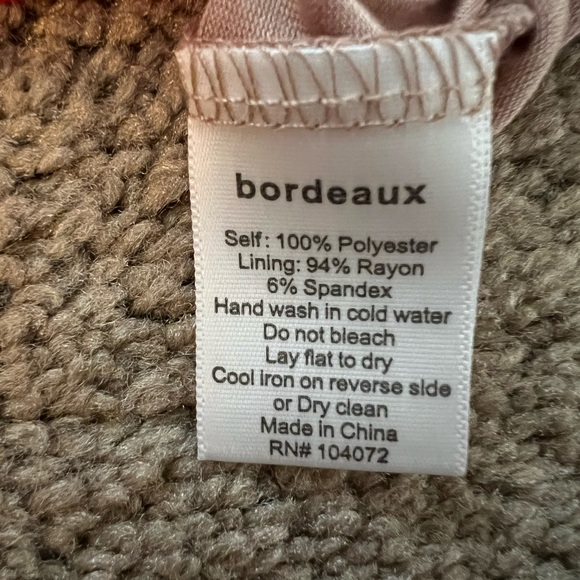 bordeaux
Self: 100% Polyester
Lining: 94% Rayon
6% Spandex
Hand wash in cold water
Do not bleach
Lay flat to dry
Cool iron on reverse side
or Dry clean
Made in China
RN# 104072